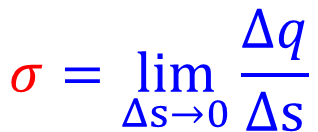 σ = lim_{Δs→0} Δq/Δs